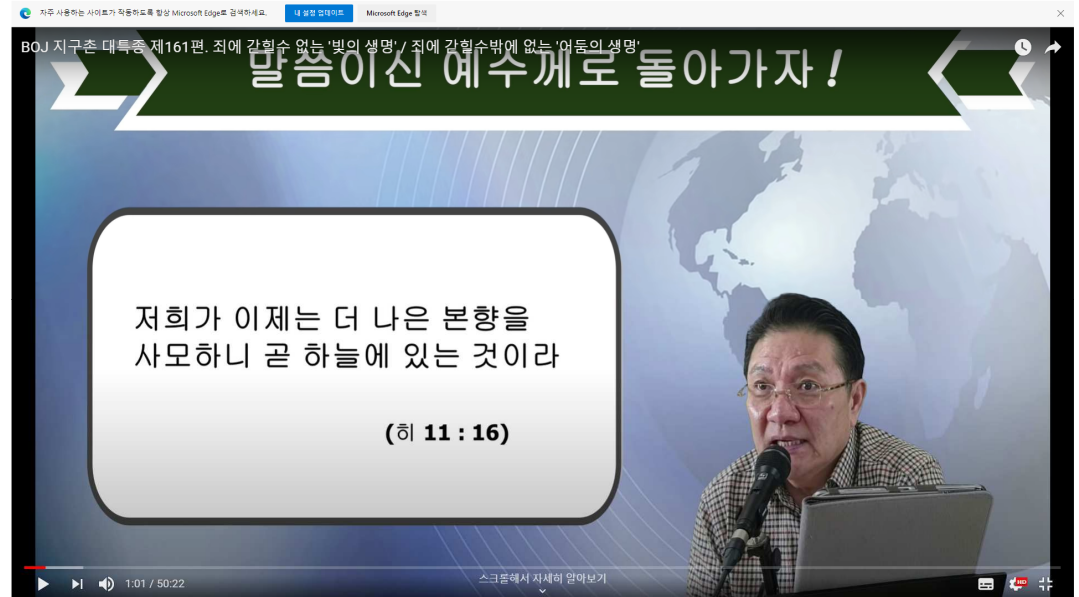 자주 사용하는 사이트가 작동하도록 항상 Microsoft Edge로 검색하세요.
내 설정 업데이트
Microsoft Edge 탐색
BOJ 지구촌 대특종 제161편. 죄에 갇힐수 없는 '빛의 생명' / 죄에 갇힐수밖에 없는 '어둠의 생명'
말씀이신 예수께로 돌아가자!
저희가 이제는 더 나은 본향을
사모하니 곧 하늘에 있는 것이라
(히 11 : 16)
1:01 / 50:22
스크롤해서 자세히 알아보기
HD